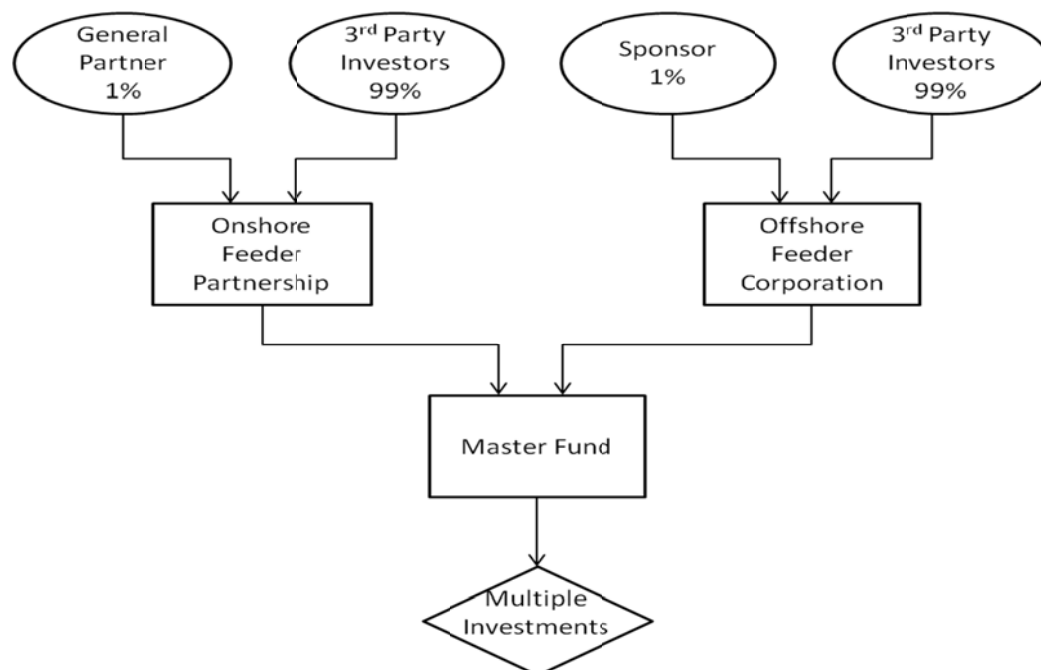 General
Partner
1%
3rd Party
Investors
99%
Sponsor
1%
3rd Party
Investors
99%
Onshore
Feeder
Partnership
Offshore
Feeder
Corporation
Master Fund
Multiple
Investments